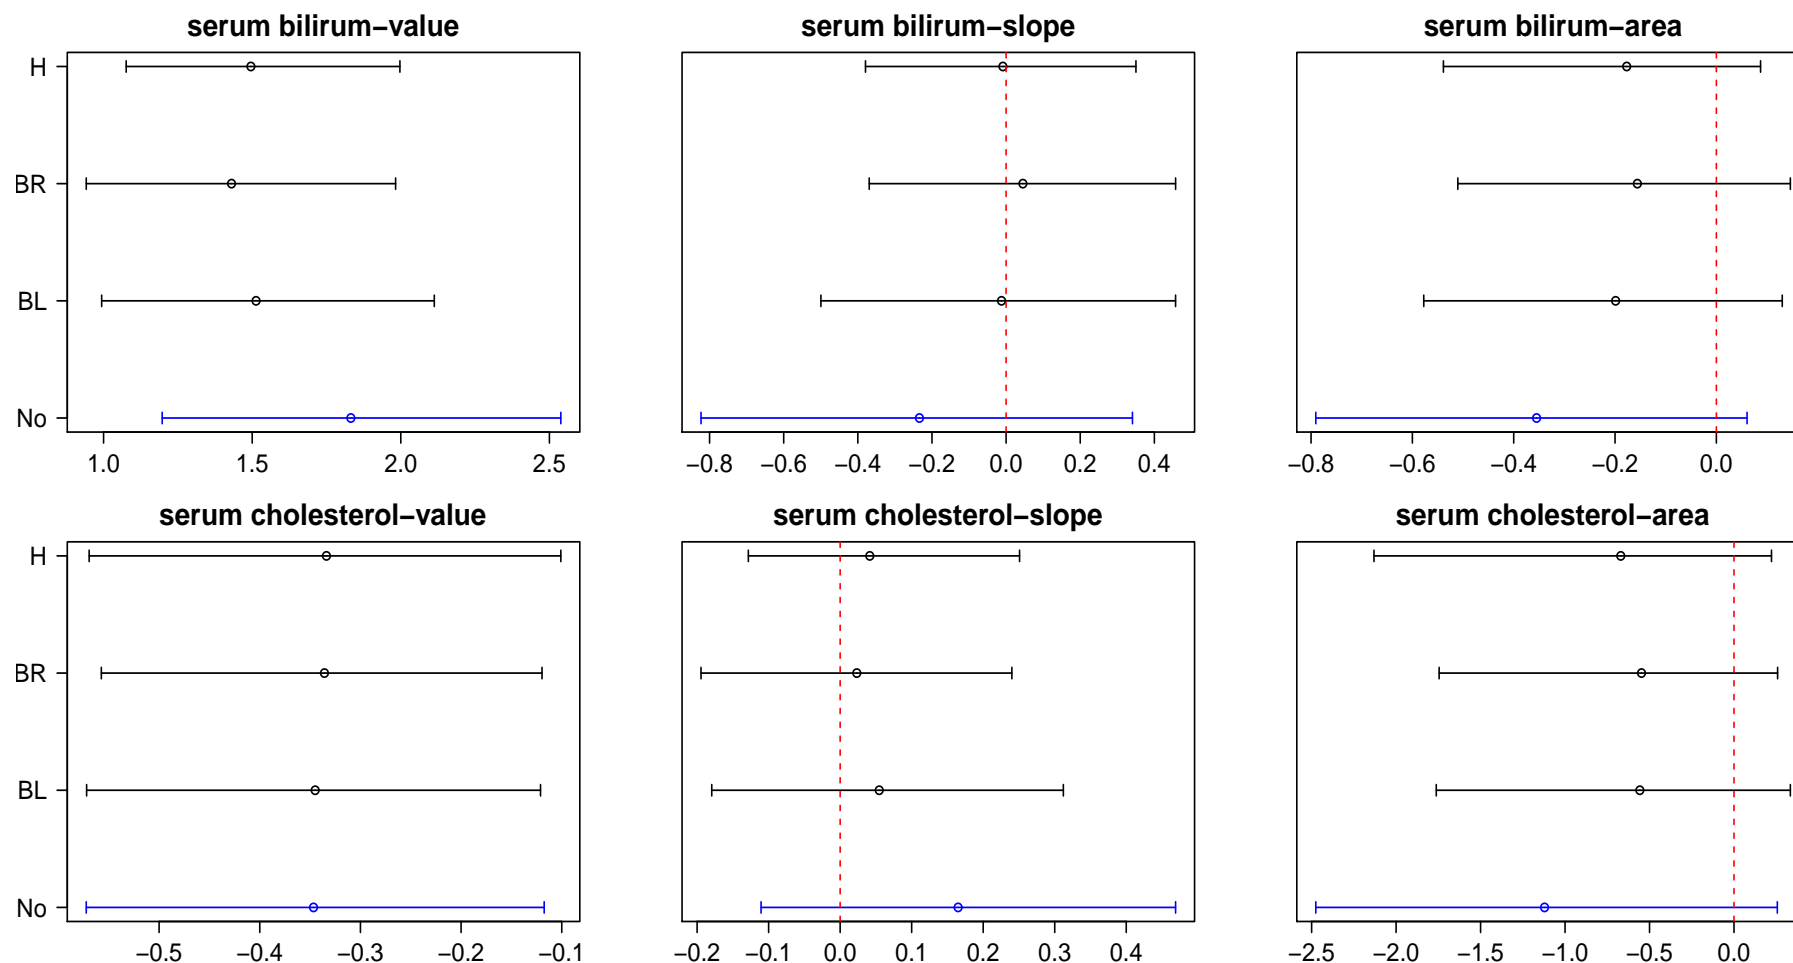 serum bilirum−value
serum bilirum−slope
serum bilirum−area
H
BR
BL
No
1.0 1.5 2.0 2.5
−0.8 −0.6 −0.4 −0.2 0.0 0.2 0.4
−0.8 −0.6 −0.4 −0.2 0.0
serum cholesterol−value
serum cholesterol−slope
serum cholesterol−area
H
BR
BL
No
−0.5 −0.4 −0.3 −0.2 −0.1
−0.2 −0.1 0.0 0.1 0.2 0.3 0.4
−2.5 −2.0 −1.5 −1.0 −0.5 0.0